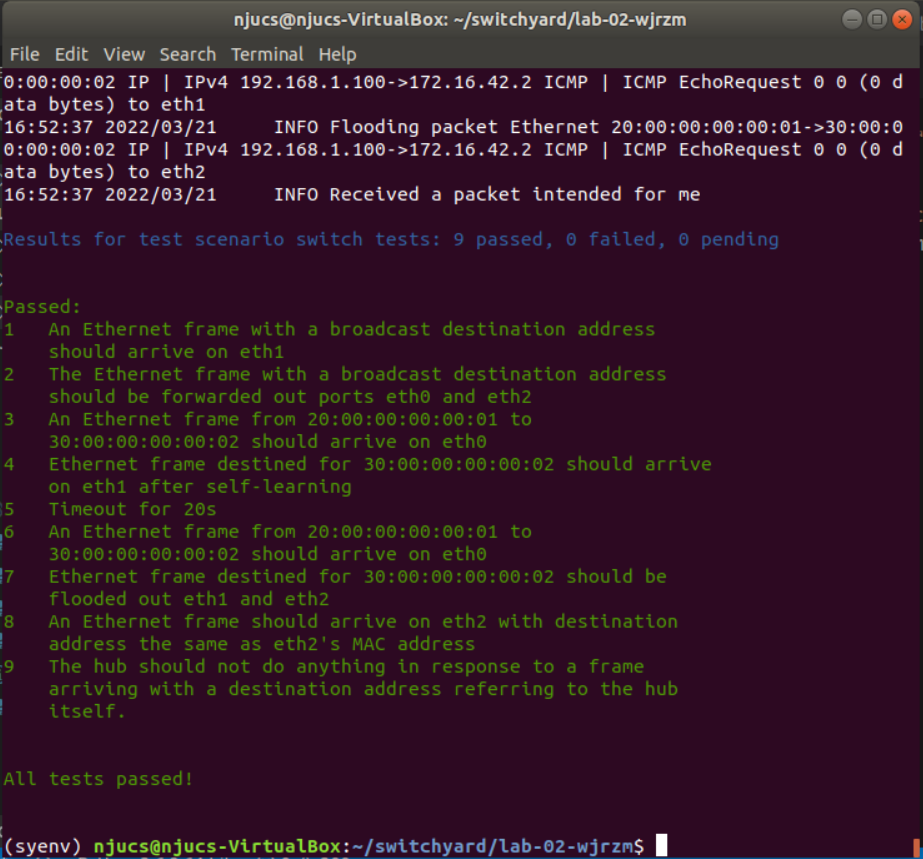 njucs@njucs-VirtualBox: ~/switchyard/lab-02-wjrzm
File Edit View Search Terminal Help
0:00:00:02 IP | IPv4 192.168.1.100->172.16.42.2 ICMP | ICMP EchoRequest 0 0 (0 d
ata bytes) to eth1
16:52:37 2022/03/21     INFO Flooding packet Ethernet 20:00:00:00:00:01->30:00:0
0:00:00:02 IP | IPv4 192.168.1.100->172.16.42.2 ICMP | ICMP EchoRequest 0 0 (0 d
ata bytes) to eth2
16:52:37 2022/03/21     INFO Received a packet intended for me
Results for test scenario switch tests: 9 passed, 0 failed, 0 pending
Passed:
1   An Ethernet frame with a broadcast destination address
    should arrive on eth1
2   The Ethernet frame with a broadcast destination address
    should be forwarded out ports eth0 and eth2
3   An Ethernet frame from 20:00:00:00:00:01 to
    30:00:00:00:00:02 should arrive on eth0
4   Ethernet frame destined for 30:00:00:00:00:02 should arrive
    on eth1 after self-learning
5   Timeout for 20s
6   An Ethernet frame from 20:00:00:00:00:01 to
    30:00:00:00:00:02 should arrive on eth0
7   Ethernet frame destined for 30:00:00:00:00:02 should be
    flooded out eth1 and eth2
8   An Ethernet frame should arrive on eth2 with destination
    address the same as eth2's MAC address
9   The hub should not do anything in response to a frame
    arriving with a destination address referring to the hub
    itself.
All tests passed!
(syenv) njucs@njucs-VirtualBox:~/switchyard/lab-02-wjrzm$